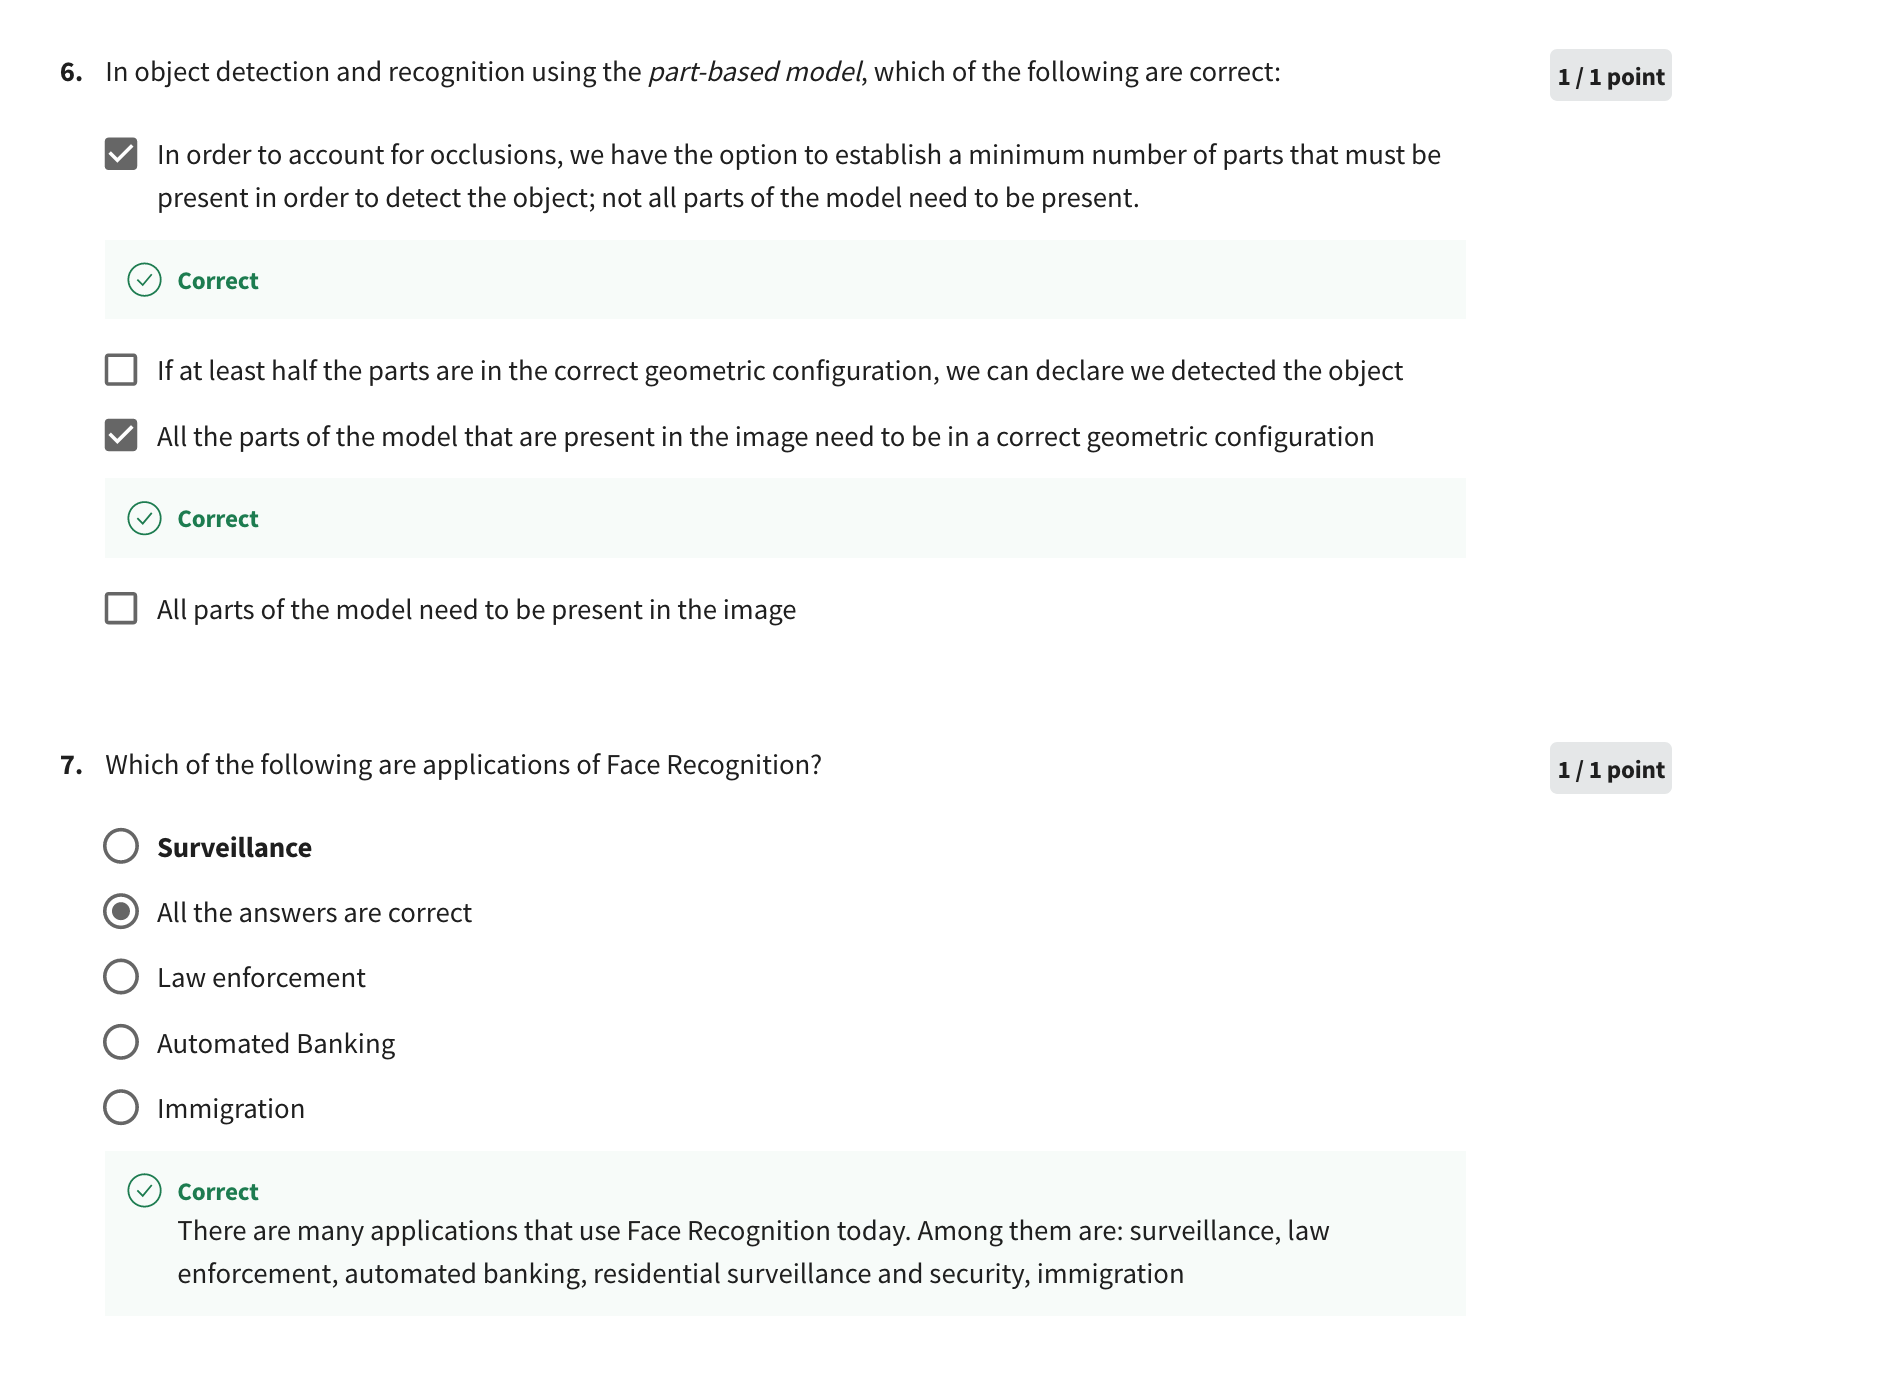 6. In object detection and recognition using the part-based model, which of the following are correct:
1 / 1 point
In order to account for occlusions, we have the option to establish a minimum number of parts that must be
present in order to detect the object; not all parts of the model need to be present.
Correct
If at least half the parts are in the correct geometric configuration, we can declare we detected the object
All the parts of the model that are present in the image need to be in a correct geometric configuration
Correct
All parts of the model need to be present in the image
7. Which of the following are applications of Face Recognition?
1 / 1 point
Surveillance
All the answers are correct
Law enforcement
Automated Banking
Immigration
Correct
There are many applications that use Face Recognition today. Among them are: surveillance, law
enforcement, automated banking, residential surveillance and security, immigration